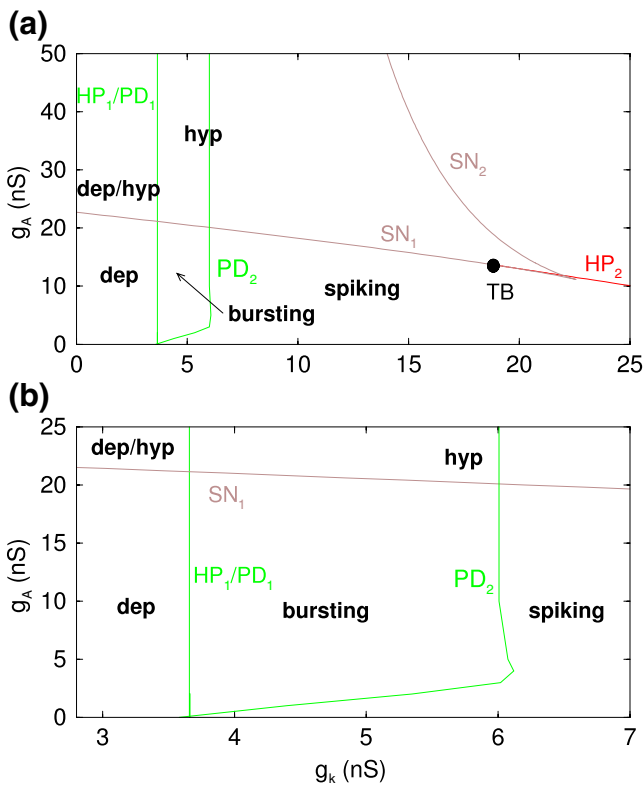 (a)
50
40
30
20
10
0
g_A (nS)
HP_1/PD_1
hyp
dep/hyp
SN_2
SN_1
dep
PD_2
bursting
spiking
TB
HP_2
0 5 10 15 20 25
(b)
25
20
15
10
5
0
g_A (nS)
dep/hyp
hyp
SN_1
HP_1/PD_1
PD_2
dep
bursting
spiking
3 4 5 6 7
g_k (nS)